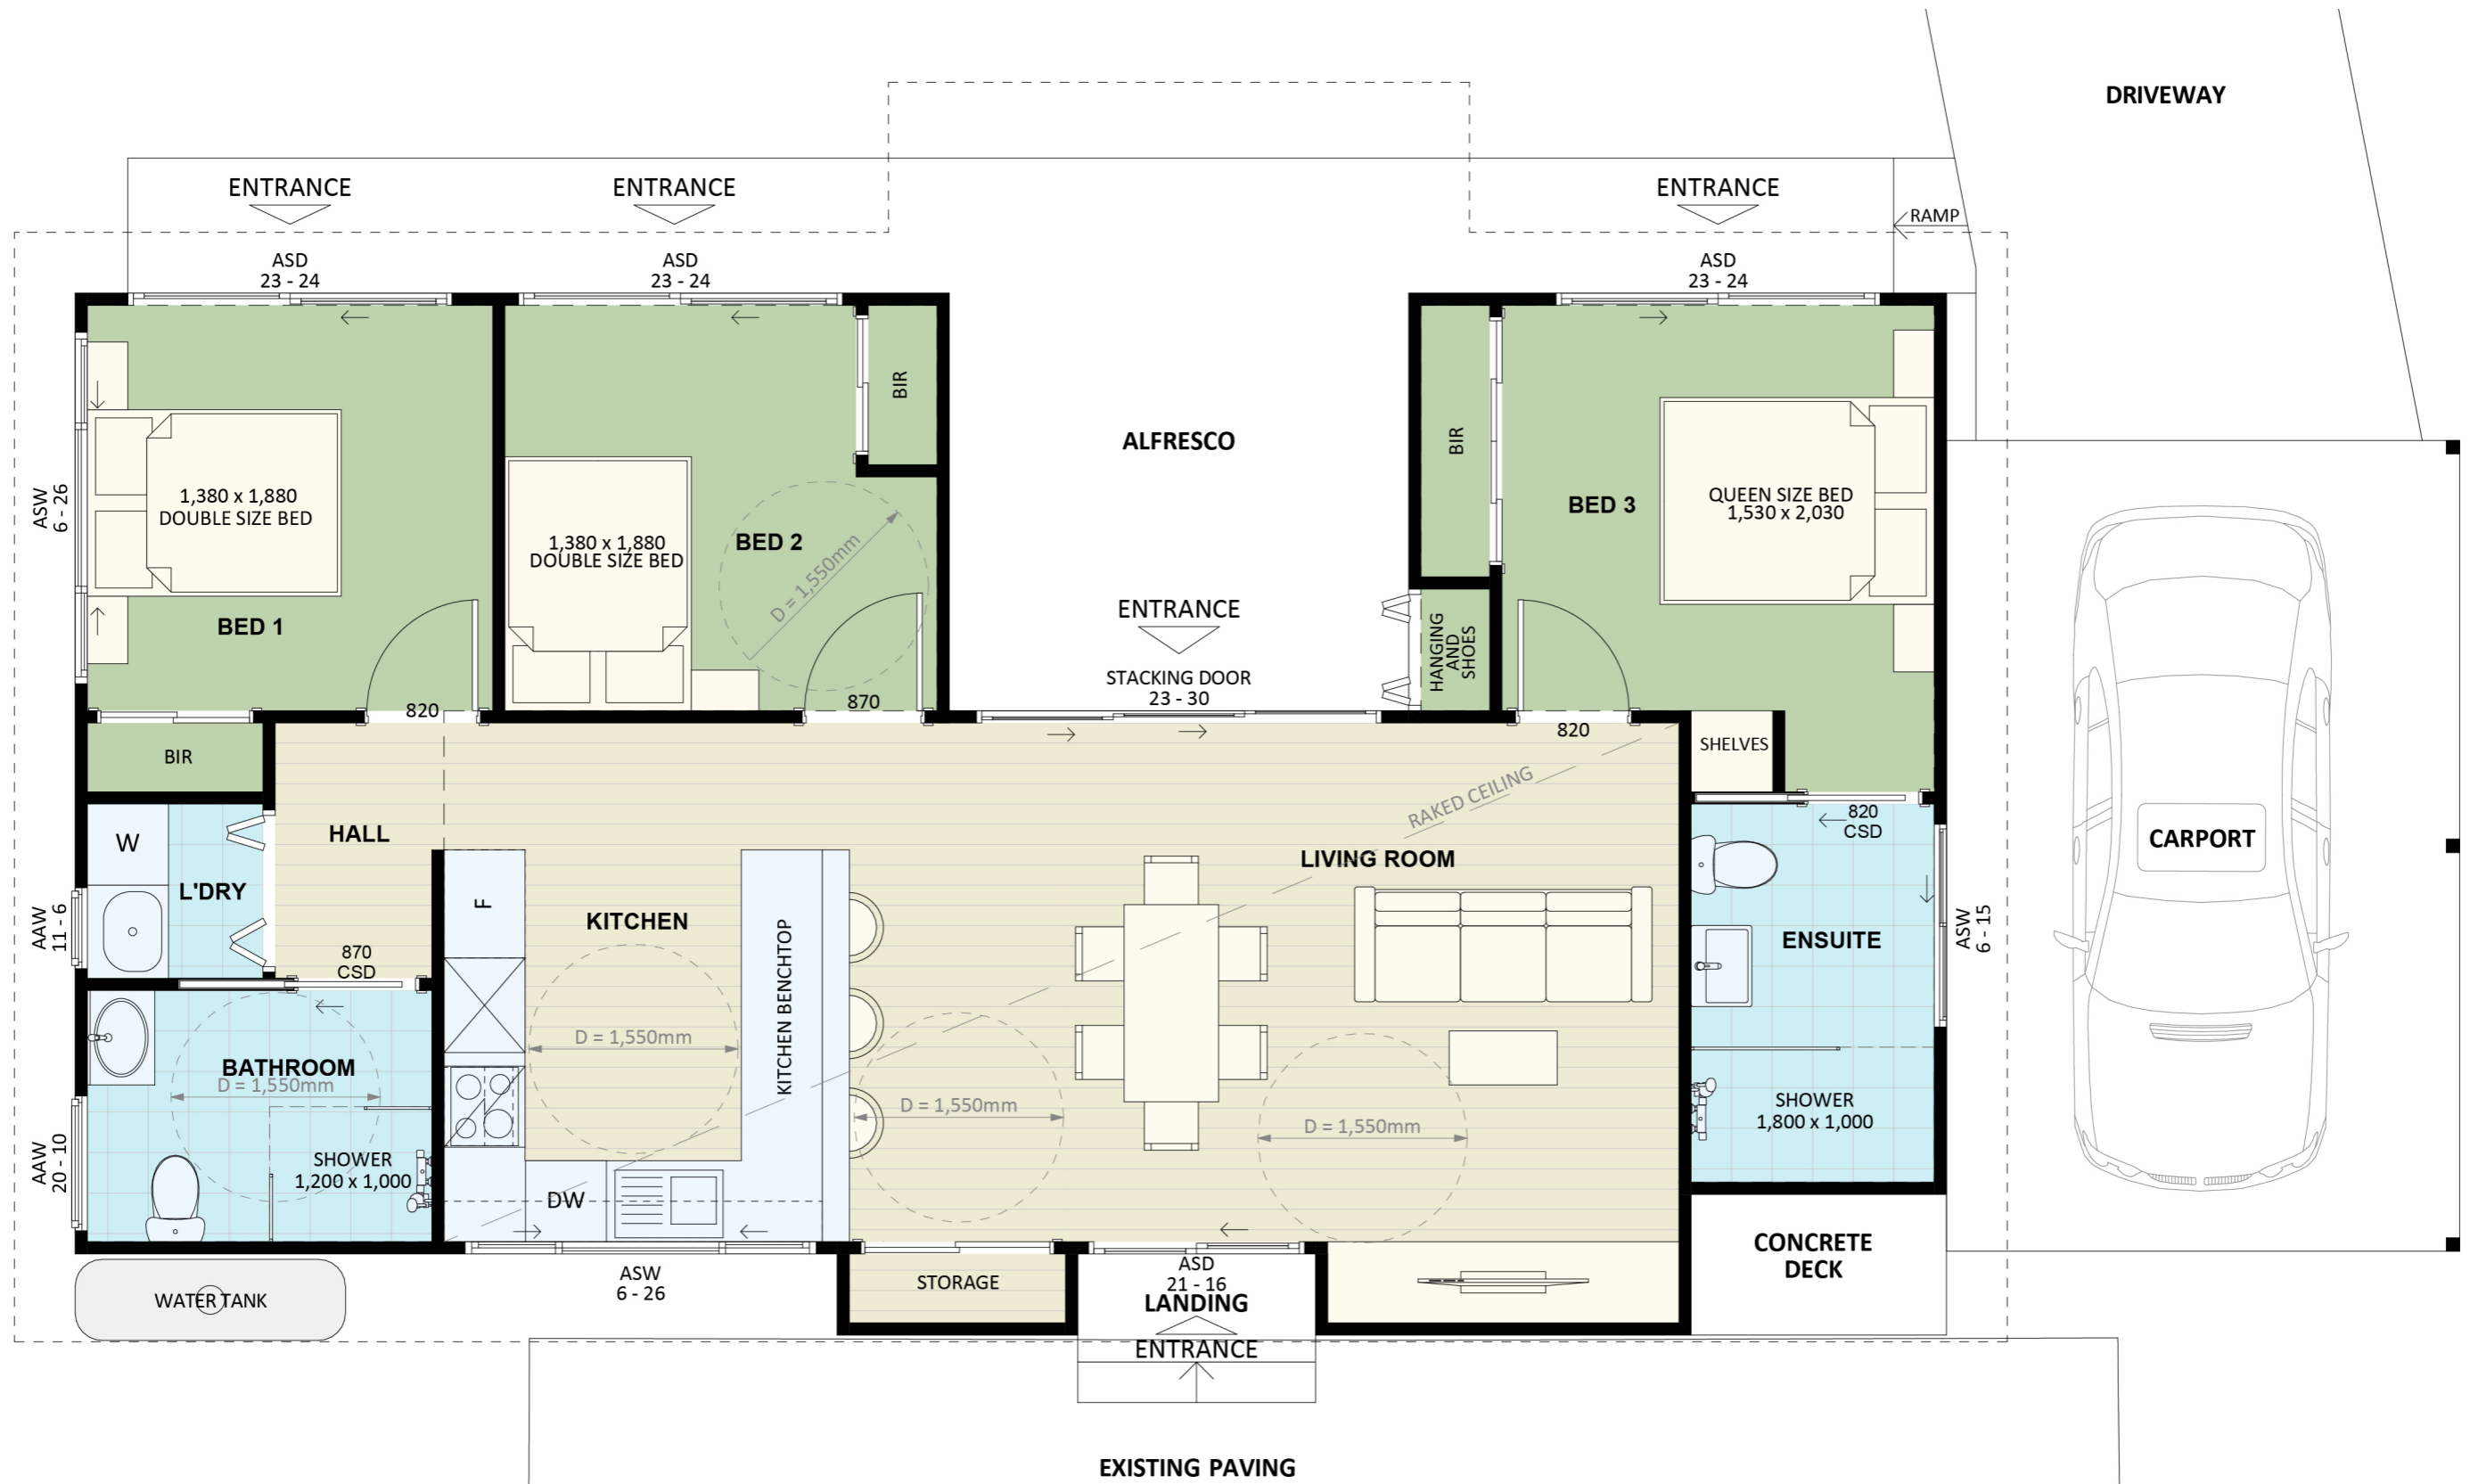 DRIVEWAY
ENTRANCE
ENTRANCE
ENTRANCE
RAMP
ASD
23 - 24
ASD
23 - 24
ASD
23 - 24
BIR
ALFRESCO
BIR
ASW
6 - 26
1,380 x 1,880
DOUBLE SIZE BED
BED 1
1,380 x 1,880
DOUBLE SIZE BED
BED 2
D = 1,550mm
BED 3
QUEEN SIZE BED
1,530 x 2,030
ENTRANCE
STACKING DOOR
23 - 30
HANGING
AND
SHOES
820
870
820
BIR
SHELVES
RAKED CEILING
W
HALL
L'DRY
AAW
11 - 6
F
KITCHEN
KITCHEN BENCHTOP
LIVING ROOM
820
CSD
ENSUITE
ASW
6 - 15
CARPORT
870
CSD
BATHROOM
D = 1,550mm
D = 1,550mm
D = 1,550mm
D = 1,550mm
SHOWER
1,800 x 1,000
AAW
20 - 10
SHOWER
1,200 x 1,000
DW
WATER TANK
ASW
6 - 26
STORAGE
ASD
21 - 16
LANDING
ENTRANCE
CONCRETE
DECK
EXISTING PAVING